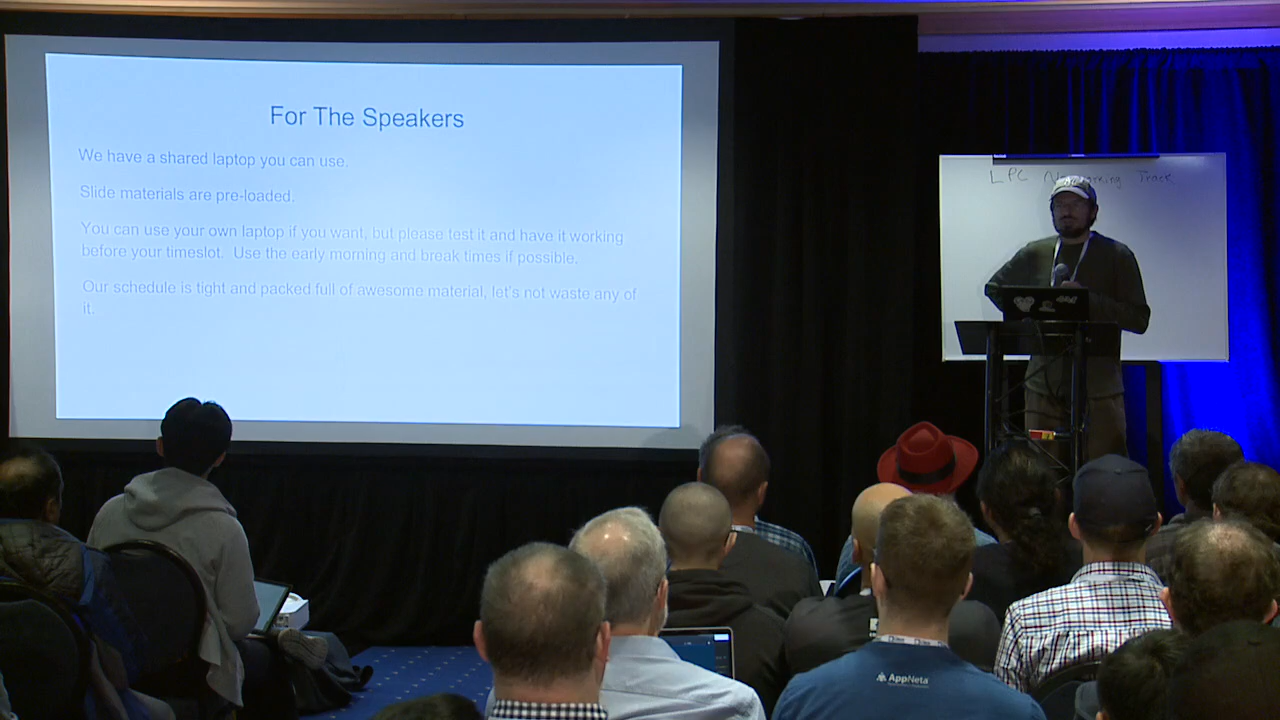 For The Speakers
We have a shared laptop you can use.
Slide materials are pre-loaded.
You can use your own laptop if you want, but please test it and have it working
before your timeslot.  Use the early morning and break times if possible.
Our schedule is tight and packed full of awesome material, let's not waste any of
it.
LPC Networking Track
AppNeta